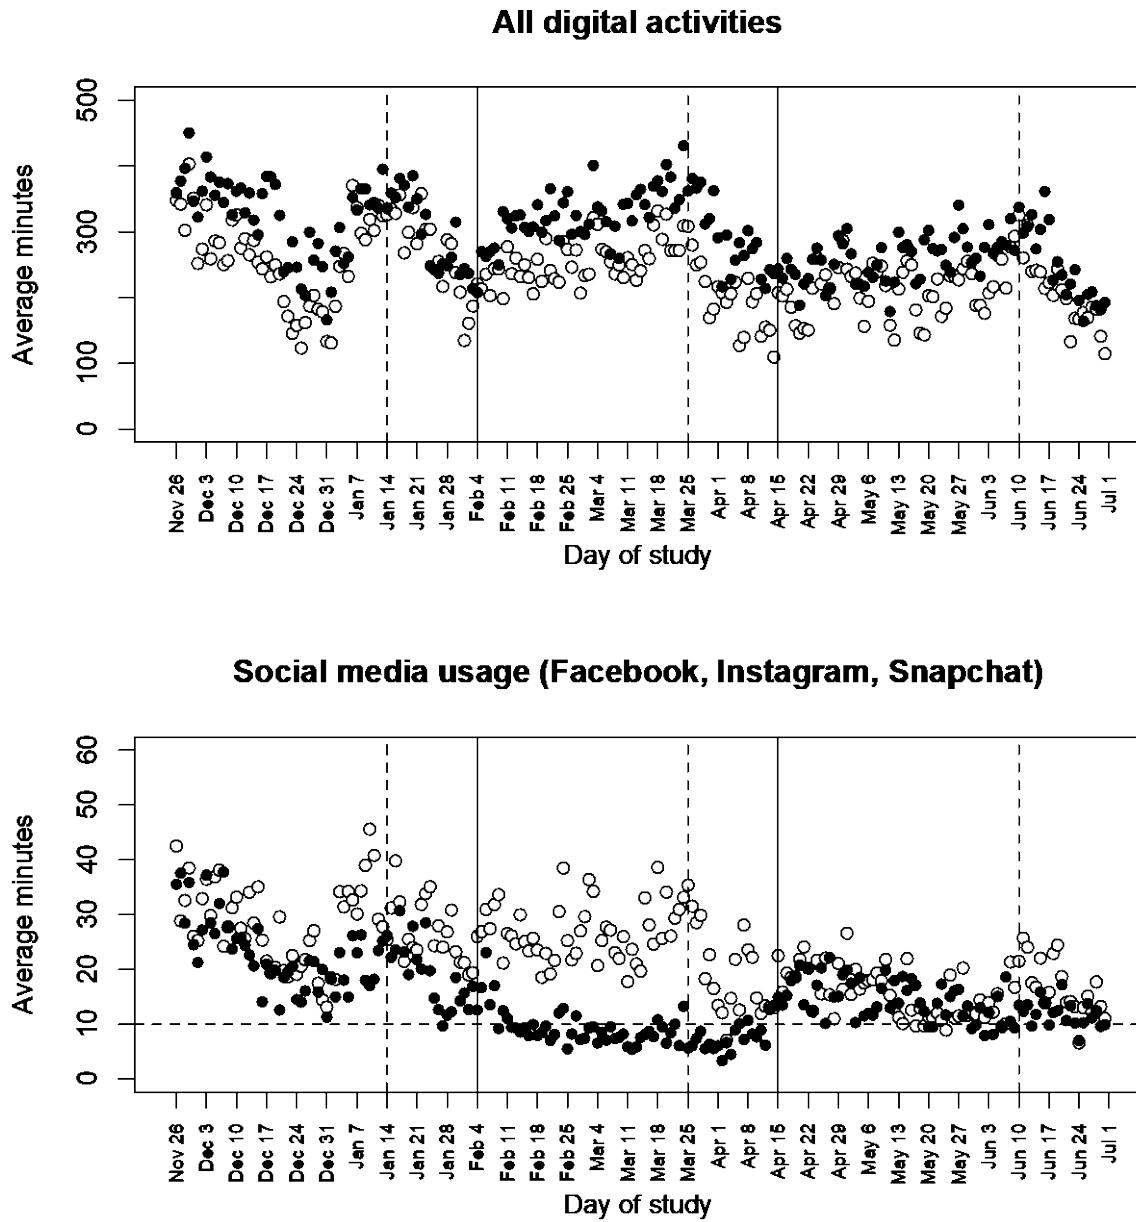 All digital activities
Average minutes
500
300
100
0
Nov 26
Dec 3
Dec 10
Dec 17
Dec 24
Dec 31
Jan 7
Jan 14
Jan 21
Jan 28
Feb 4
Feb 11
Feb 18
Feb 25
Mar 4
Mar 11
Mar 18
Mar 25
Apr 1
Apr 8
Apr 15
Apr 22
Apr 29
May 6
May 13
May 20
May 27
Jun 3
Jun 10
Jun 17
Jun 24
Jul 1
Day of study
Social media usage (Facebook, Instagram, Snapchat)
Average minutes
60
50
40
30
20
10
0
Nov 26
Dec 3
Dec 10
Dec 17
Dec 24
Dec 31
Jan 7
Jan 14
Jan 21
Jan 28
Feb 4
Feb 11
Feb 18
Feb 25
Mar 4
Mar 11
Mar 18
Mar 25
Apr 1
Apr 8
Apr 15
Apr 22
Apr 29
May 6
May 13
May 20
May 27
Jun 3
Jun 10
Jun 17
Jun 24
Jul 1
Day of study